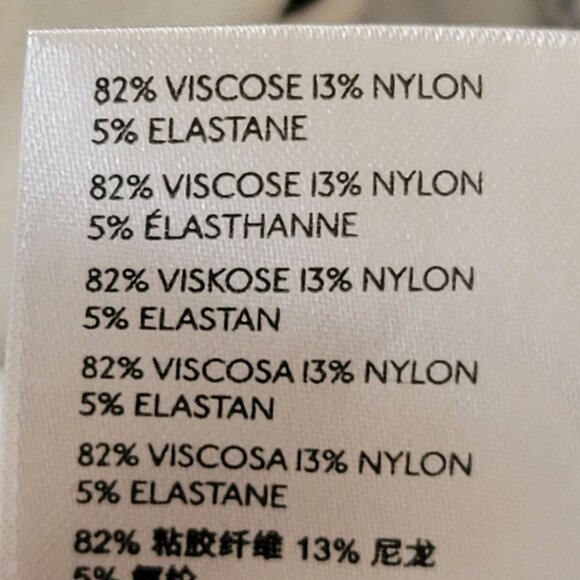 82% VISCOSE 13% NYLON
5% ELASTANE
82% VISCOSE 13% NYLON
5% ÉLASTHANNE
82% VISKOSE 13% NYLON
5% ELASTAN
82% VISCOSA 13% NYLON
5% ELASTAN
82% VISCOSA 13% NYLON
5% ELASTANE
82% 粘胶纤维 13% 尼龙
5%